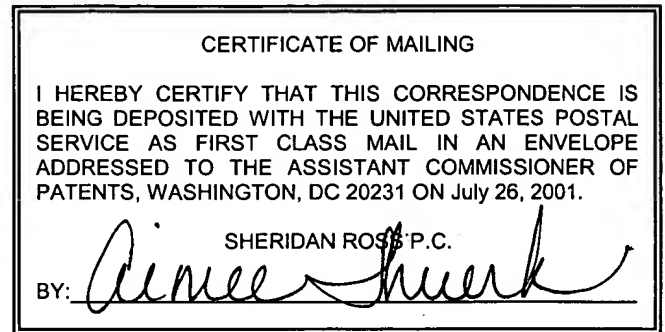 CERTIFICATE OF MAILING
I HEREBY CERTIFY THAT THIS CORRESPONDENCE IS
BEING DEPOSITED WITH THE UNITED STATES POSTAL
SERVICE AS FIRST CLASS MAIL IN AN ENVELOPE
ADDRESSED TO THE ASSISTANT COMMISSIONER OF
PATENTS, WASHINGTON, DC 20231 ON July 26, 2001.
SHERIDAN ROSS P.C.
BY: Aimee